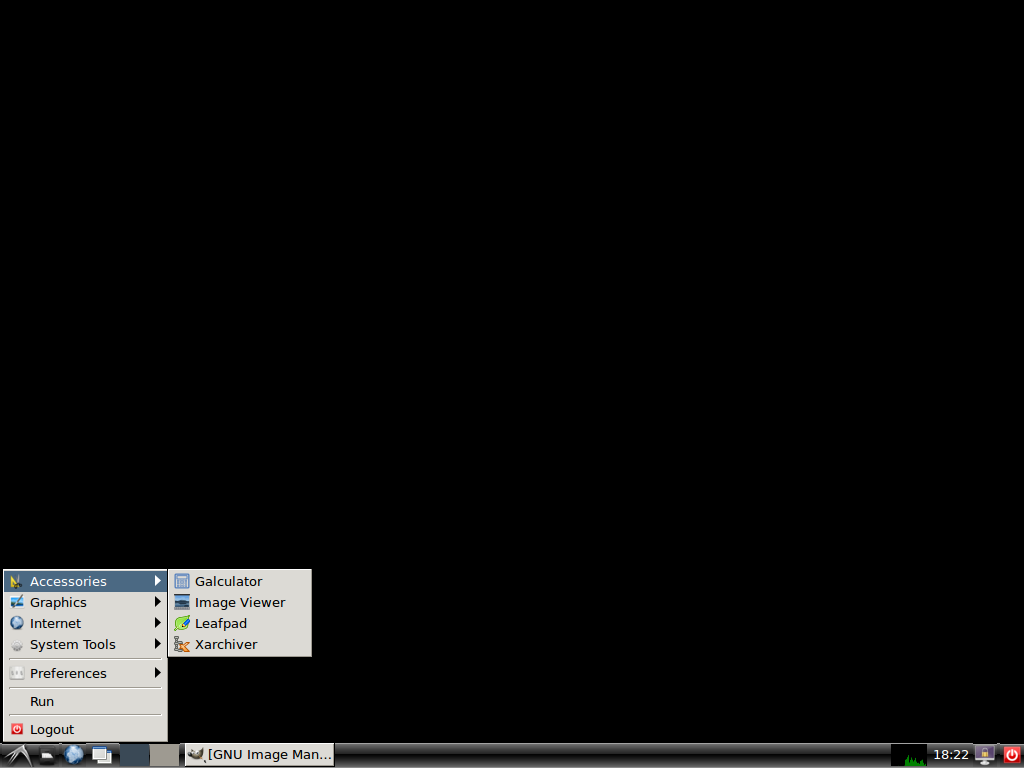 Accessories
Graphics
Internet
System Tools
Preferences
Run
Logout
Galculator
Image Viewer
Leafpad
Xarchiver
[GNU Image Man...
18:22